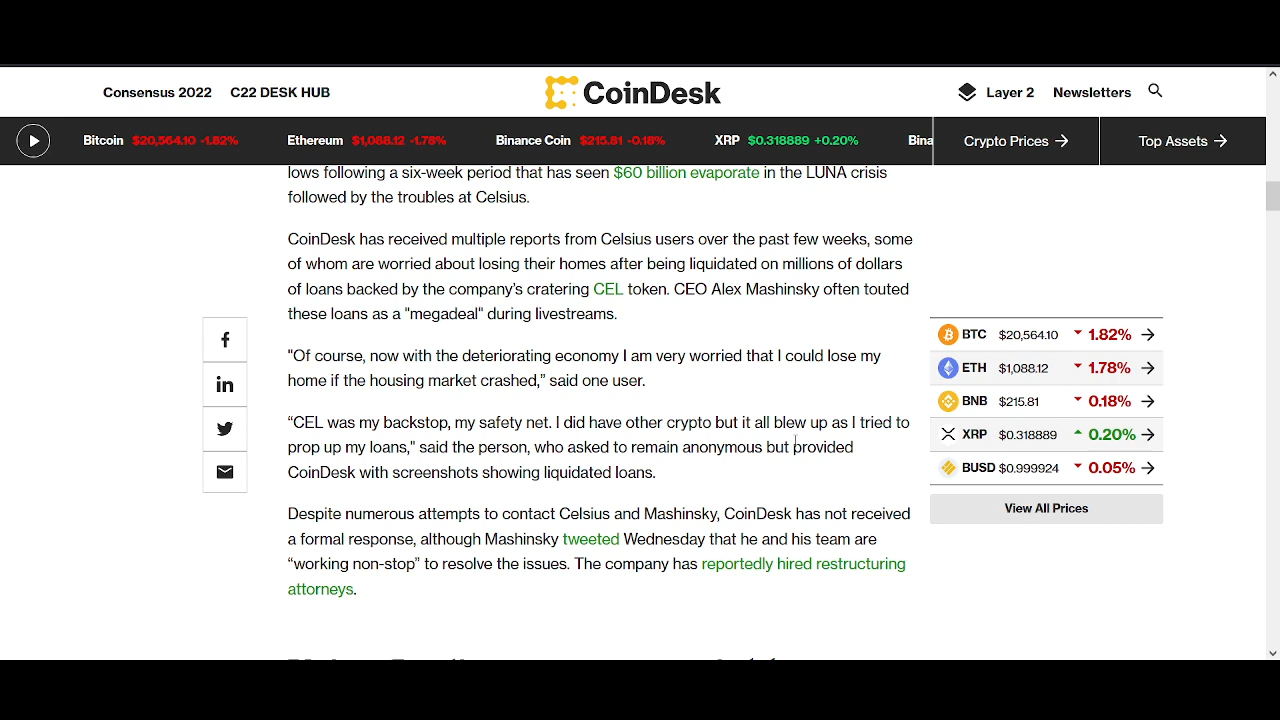 Consensus 2022 C22 DESK HUB CoinDesk Layer 2 Newsletters
Bitcoin $20,564.10 -1.82% Ethereum $1,088.12 -1.78% Binance Coin $215.81 -0.18% XRP $0.318889 +0.20% Bina Crypto Prices → Top Assets →
lows following a six-week period that has seen $60 billion evaporate in the LUNA crisis
followed by the troubles at Celsius.
CoinDesk has received multiple reports from Celsius users over the past few weeks, some
of whom are worried about losing their homes after being liquidated on millions of dollars
of loans backed by the company's cratering CEL token. CEO Alex Mashinsky often touted
these loans as a "megadeal" during livestreams.
"Of course, now with the deteriorating economy I am very worried that I could lose my
home if the housing market crashed,” said one user.
“CEL was my backstop, my safety net. I did have other crypto but it all blew up as I tried to
prop up my loans," said the person, who asked to remain anonymous but provided
CoinDesk with screenshots showing liquidated loans.
Despite numerous attempts to contact Celsius and Mashinsky, CoinDesk has not received
a formal response, although Mashinsky tweeted Wednesday that he and his team are
“working non-stop” to resolve the issues. The company has reportedly hired restructuring
attorneys.
BTC $20,564.10 1.82% →
ETH $1,088.12 1.78% →
BNB $215.81 0.18% →
XRP $0.318889 0.20% →
BUSD $0.999924 0.05% →
View All Prices